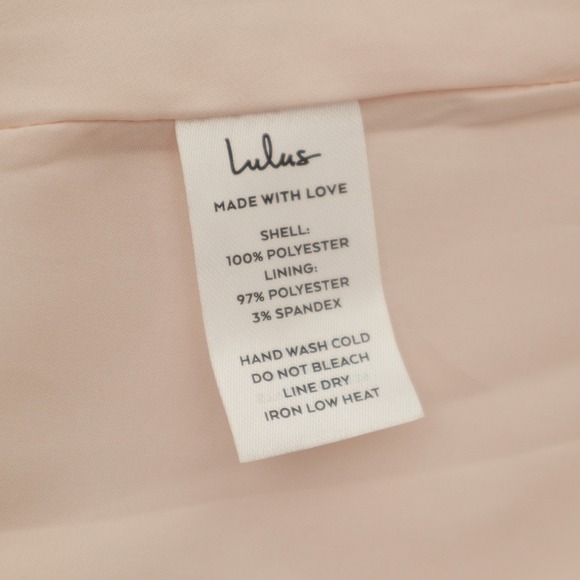 Lulus
MADE WITH LOVE
SHELL:
100% POLYESTER
LINING:
97% POLYESTER
3% SPANDEX
HAND WASH COLD
DO NOT BLEACH
LINE DRY
IRON LOW HEAT